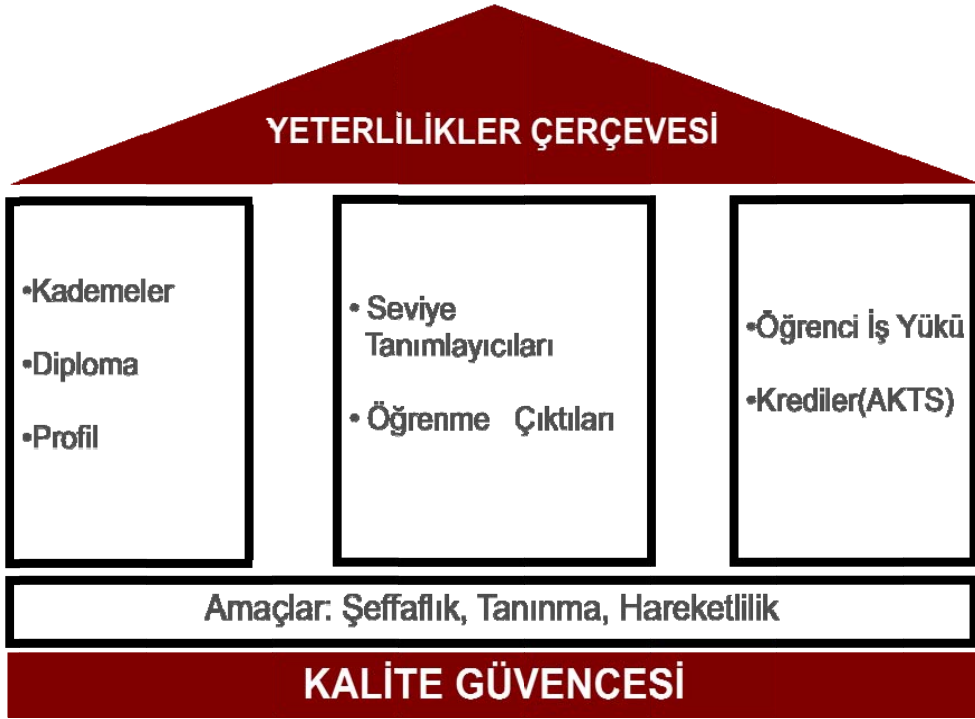 YETERLİLİKLER ÇERÇEVESİ
•Kademeler
•Diploma
•Profil
• Seviye
Tanımlayıcıları
• Öğrenme Çıktıları
•Öğrenci İş Yükü
•Krediler(AKTS)
Amaçlar: Şeffaflık, Tanınma, Hareketlilik
KALİTE GÜVENCESİ